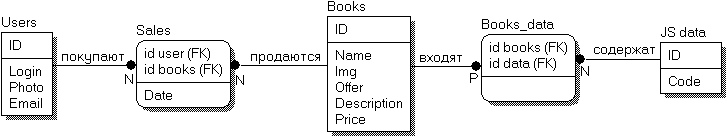 Users
ID
Login
Photo
Email
покупают
N
Sales
id user (FK)
id books (FK)
Date
продаются
N
Books
ID
Name
Img
Offer
Description
Price
входят
P
Books_data
id books (FK)
id data (FK)
содержат
N
JS data
ID
Code